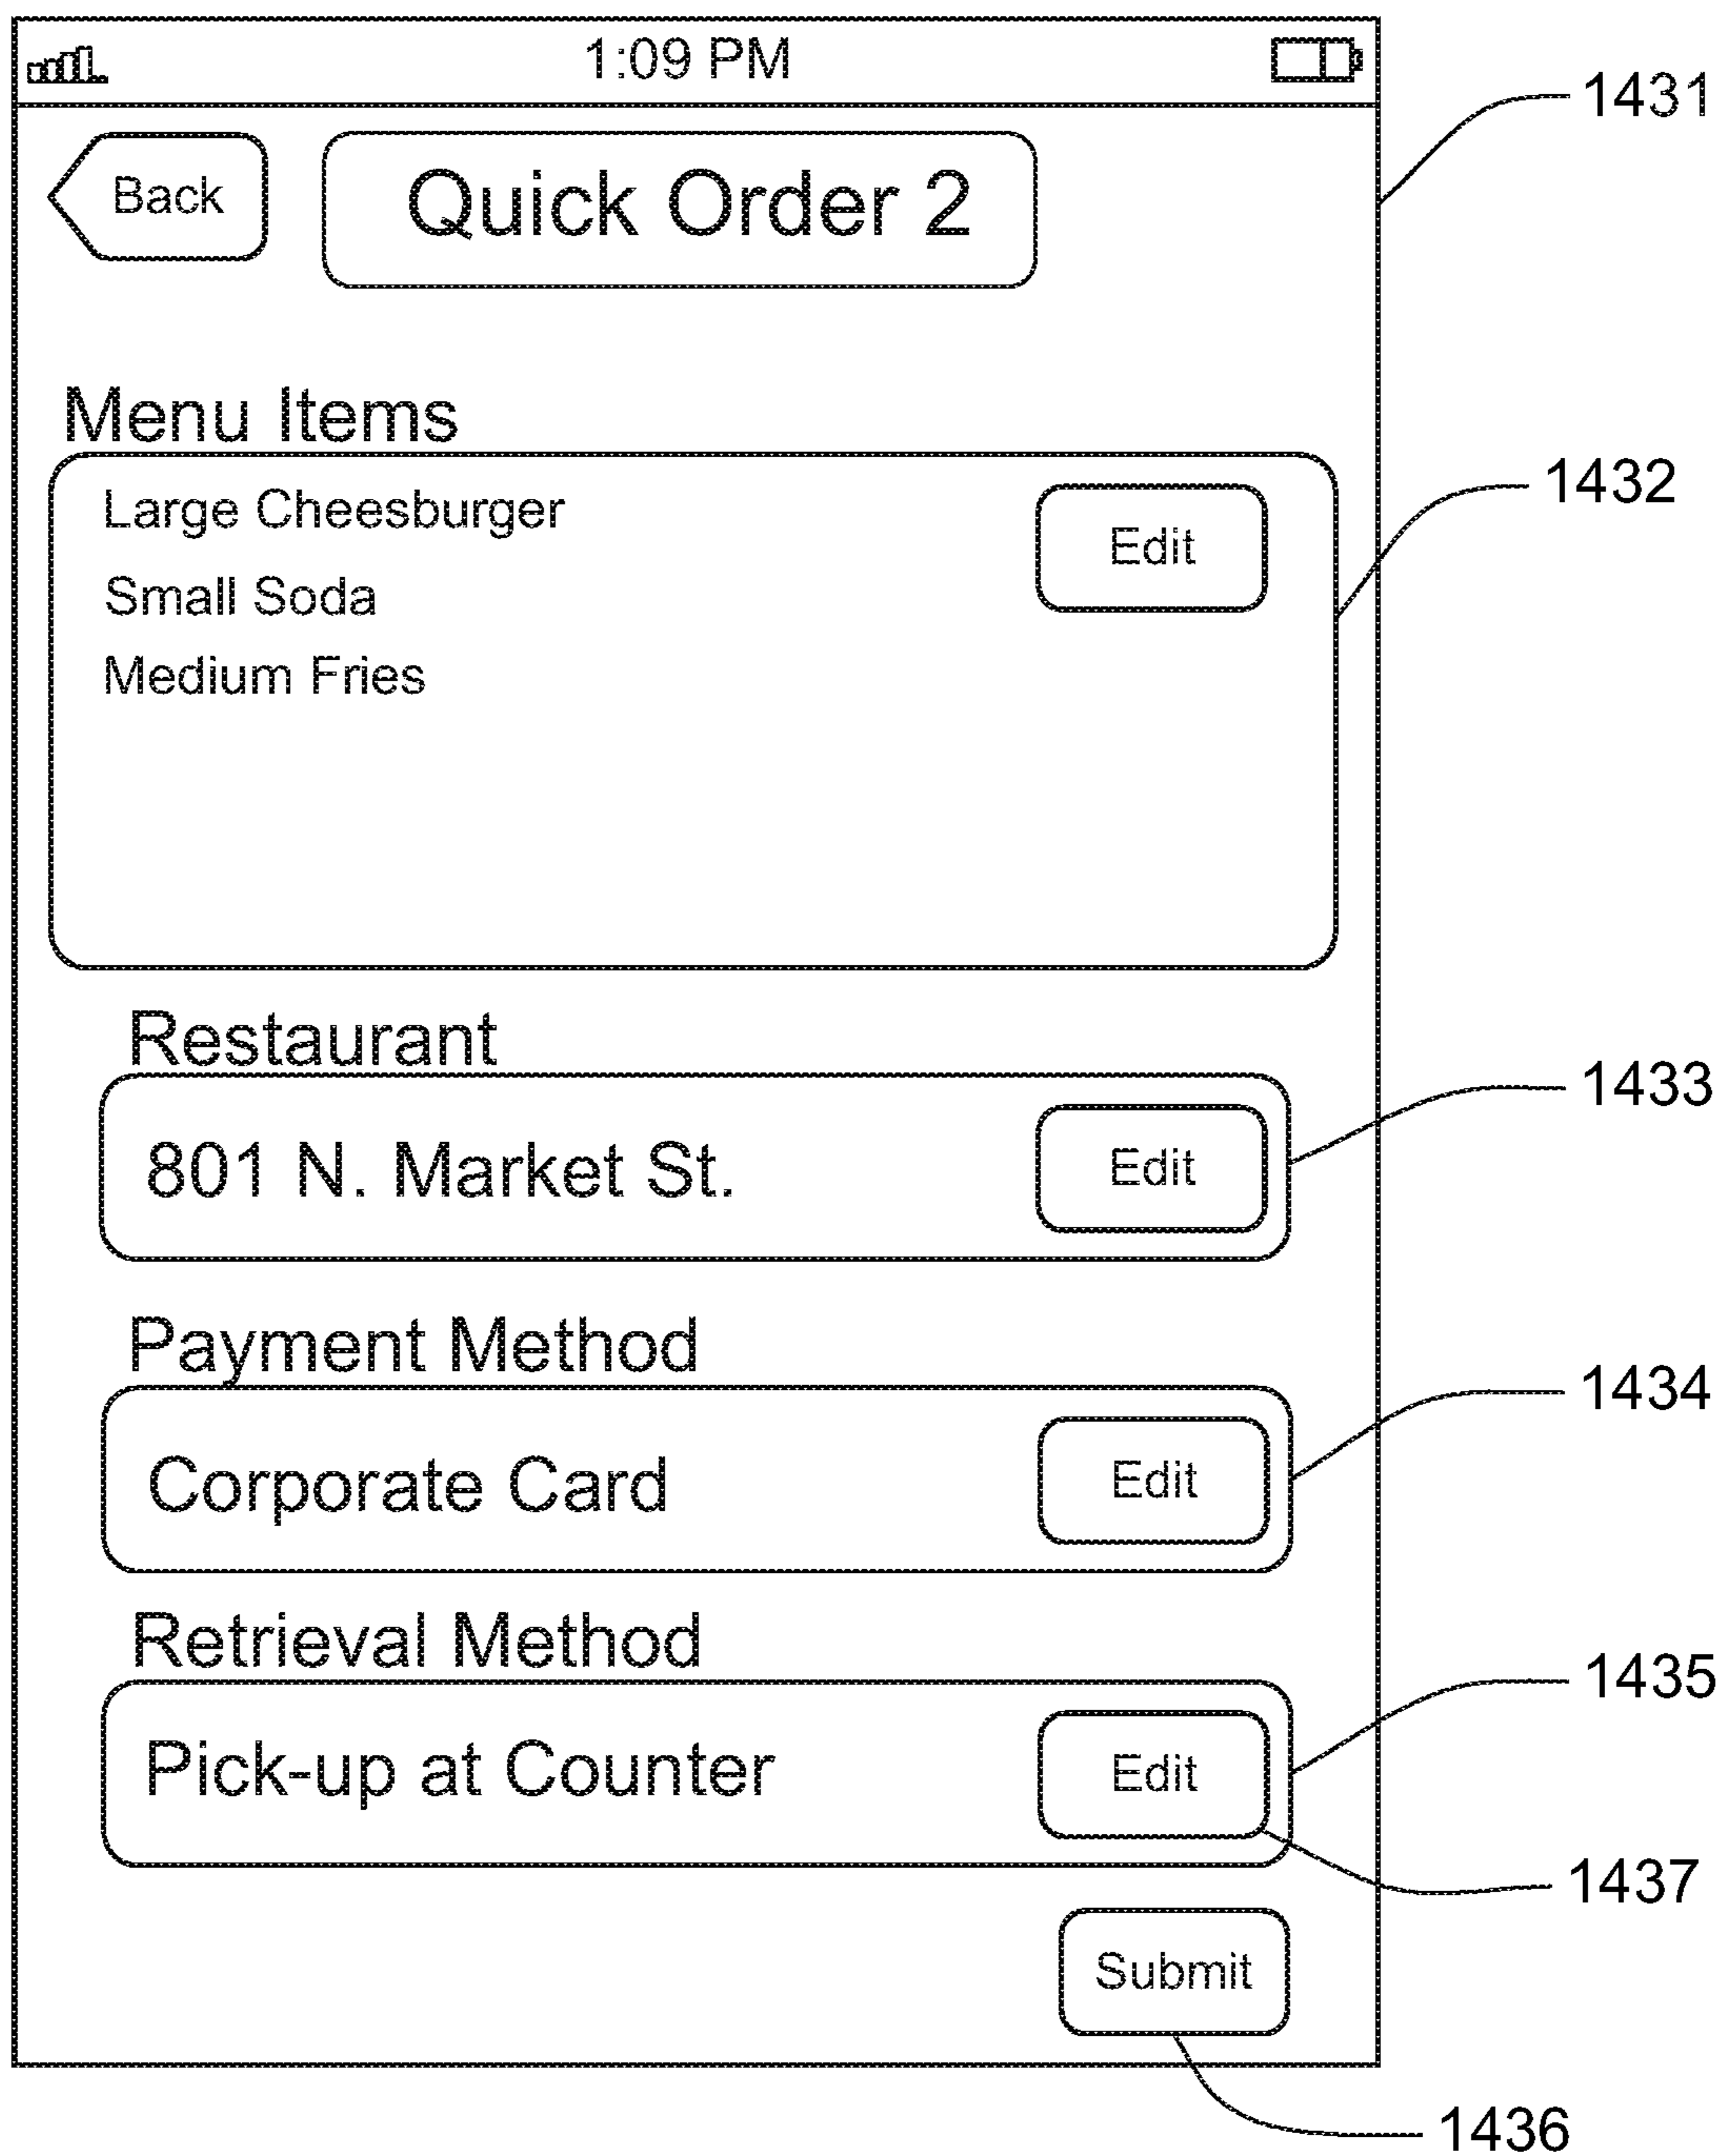 1:09 PM
1431
Back
Quick Order 2
Menu Items
Large Cheesburger
Edit
1432
Small Soda
Medium Fries
Restaurant
801 N. Market St.
Edit
1433
Payment Method
Corporate Card
Edit
1434
Retrieval Method
Pick-up at Counter
Edit
1435
1437
Submit
1436